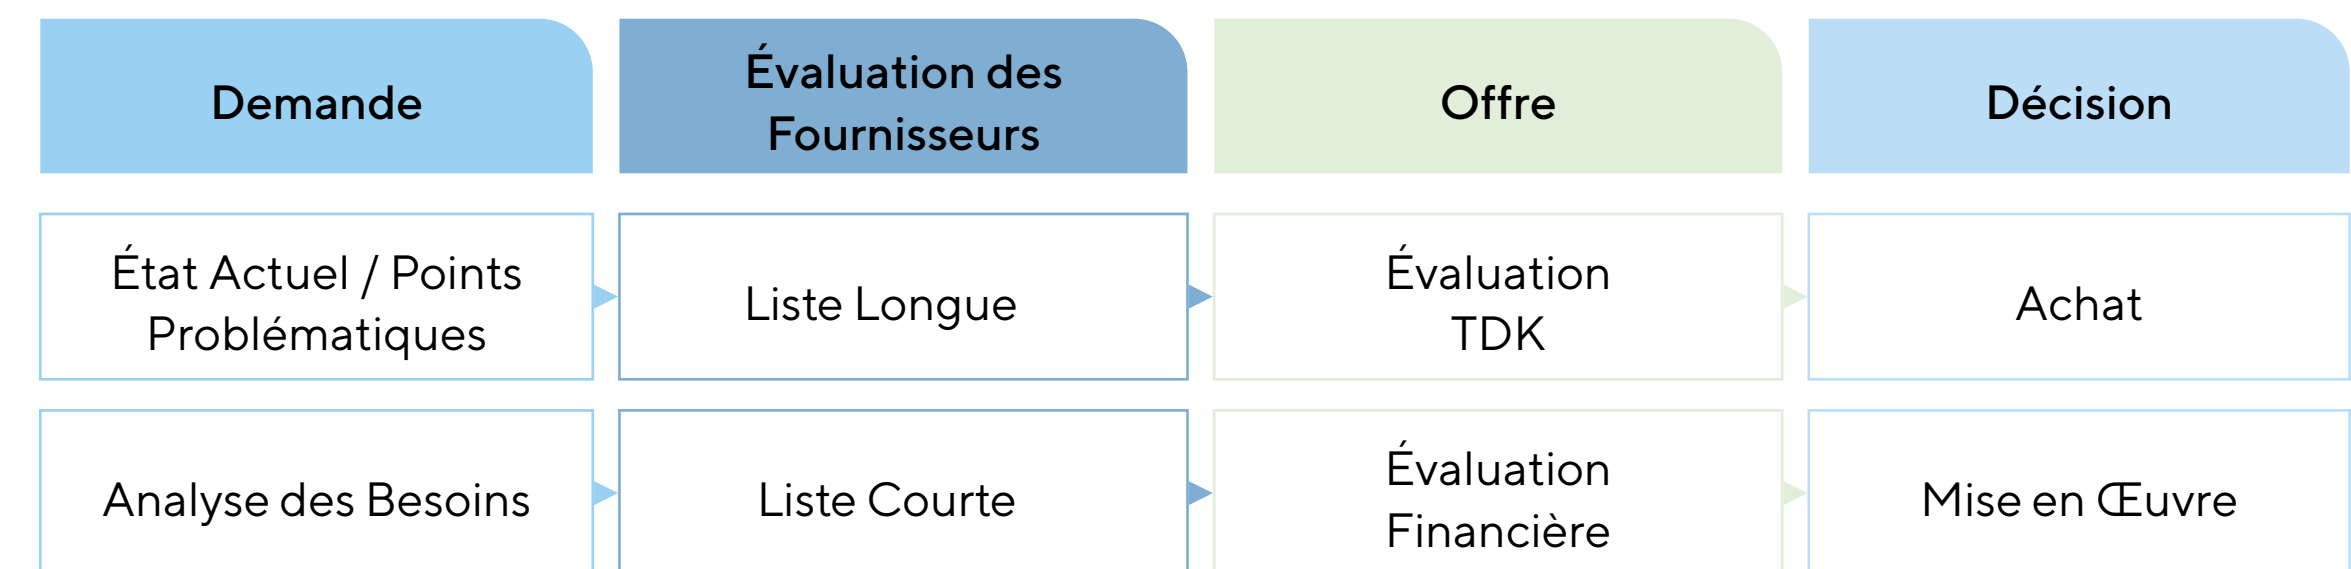 Demande
Évaluation des
Fournisseurs
Offre
Décision
État Actuel / Points
Problématiques
Liste Longue
Évaluation
TDK
Achat
Analyse des Besoins
Liste Courte
Évaluation
Financière
Mise en Œuvre